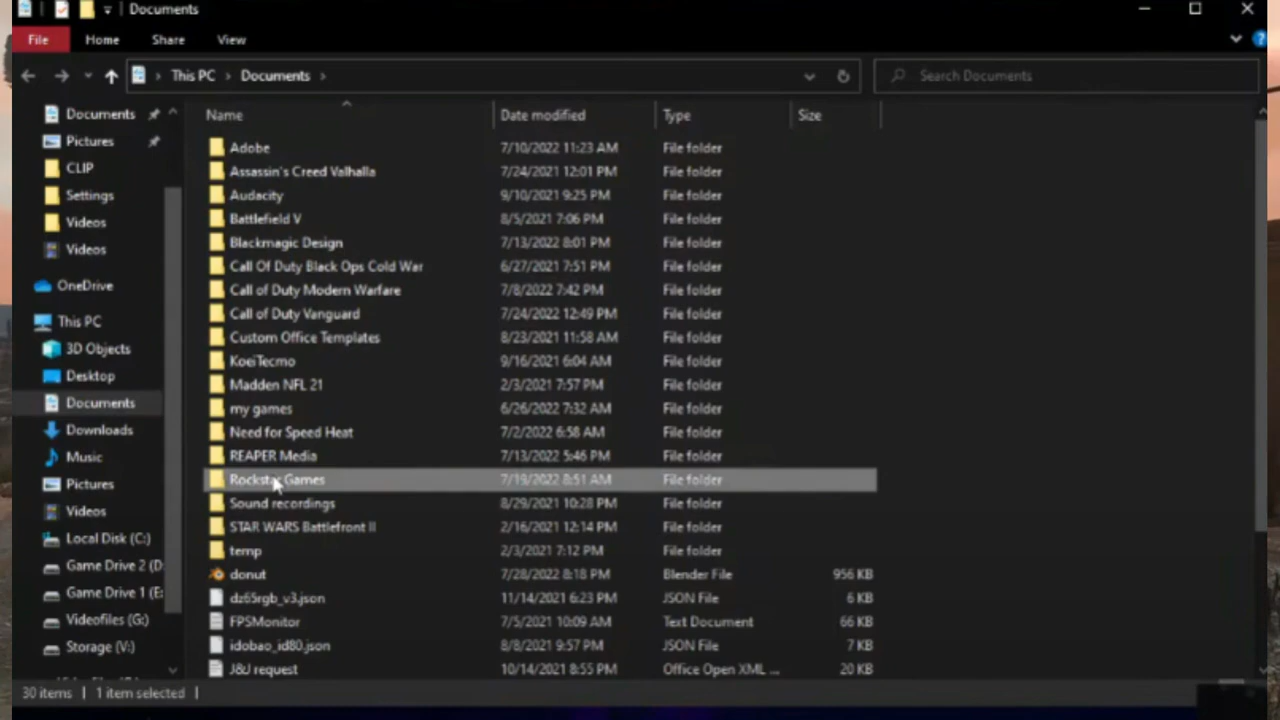 Documents
File Home Share View
This PC Documents
Search Documents
Documents
Pictures
CLIP
Settings
Videos
Videos
OneDrive
This PC
3D Objects
Desktop
Documents
Downloads
Music
Pictures
Videos
Local Disk (C:)
Game Drive 2 (D:
Game Drive 1 (E:
Videofiles (G:)
Storage (V:)
Name Date modified Type Size
Adobe 7/10/2022 11:23 AM File folder
Assassin's Creed Valhalla 7/24/2021 12:01 PM File folder
Audacity 9/10/2021 9:25 PM File folder
Battlefield V 8/5/2021 7:06 PM File folder
Blackmagic Design 7/13/2022 8:01 PM File folder
Call Of Duty Black Ops Cold War 6/27/2021 7:51 PM File folder
Call of Duty Modern Warfare 7/8/2022 7:42 PM File folder
Call of Duty Vanguard 7/24/2022 12:49 PM File folder
Custom Office Templates 8/23/2021 11:58 AM File folder
KoeiTecmo 9/16/2021 6:04 AM File folder
Madden NFL 21 2/3/2021 7:57 PM File folder
my games 6/26/2022 7:32 AM File folder
Need for Speed Heat 7/2/2022 6:58 AM File folder
REAPER Media 7/13/2022 5:46 PM File folder
Rockstar Games 7/19/2022 8:51 AM File folder
Sound recordings 8/29/2021 10:28 PM File folder
STAR WARS Battlefront II 2/16/2021 12:14 PM File folder
temp 2/3/2021 7:12 PM File folder
donut 7/28/2022 8:18 PM Blender File 956 KB
dz65rgb_v3.json 11/14/2021 6:23 PM JSON File 6 KB
FPSMonitor 7/5/2021 10:09 AM Text Document 66 KB
idobao_id80.json 8/8/2021 9:57 PM JSON File 7 KB
J&J request 10/14/2021 8:55 PM Office Open XML ... 20 KB
30 items 1 item selected